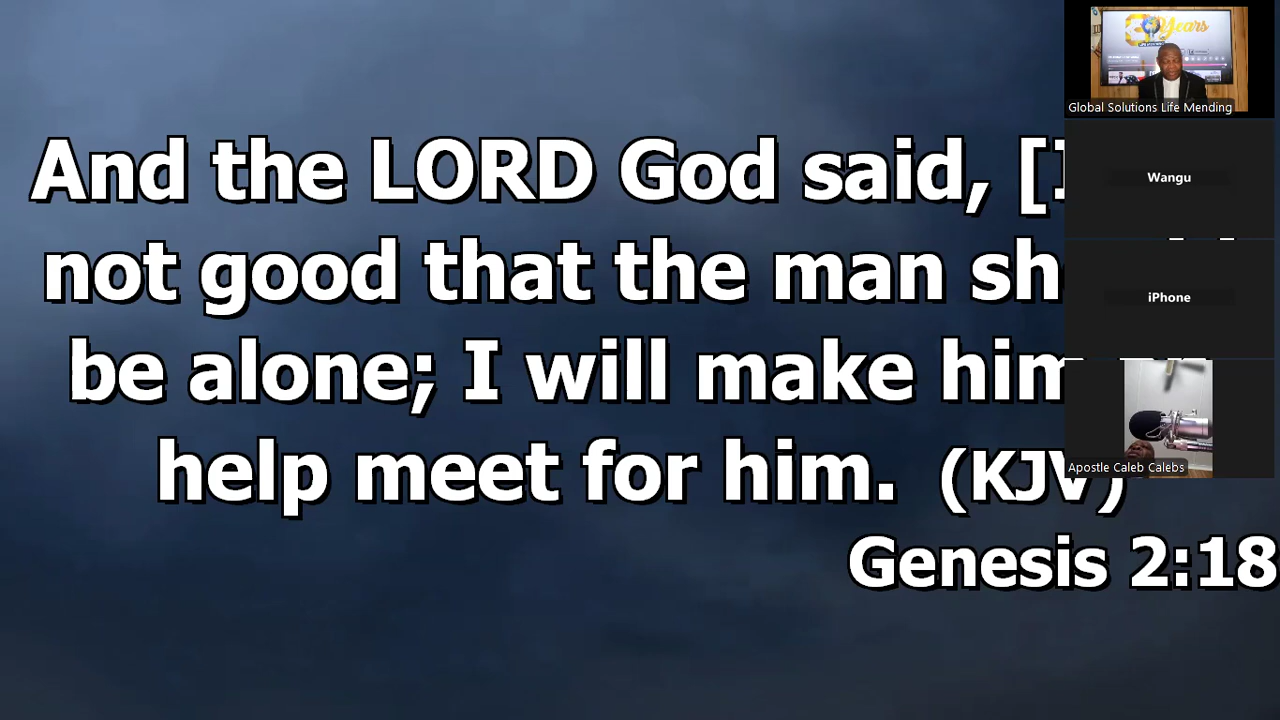 And the LORD God said, [I
not good that the man sh
be alone; I will make him
help meet for him. (KJV)
Genesis 2:18
Years
Global Solutions Life Mending
Wangu
iPhone
Apostle Caleb Calebs